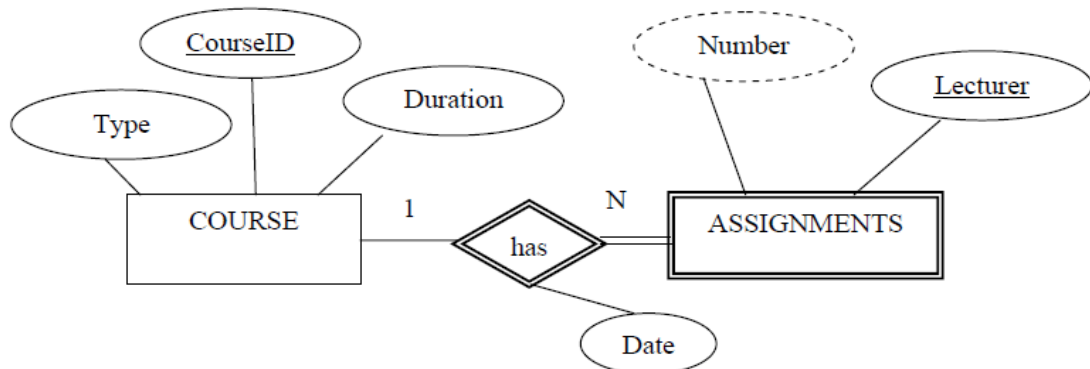 CourseID
Number
Type
Duration
Lecturer
COURSE
1
has
N
ASSIGNMENTS
Date